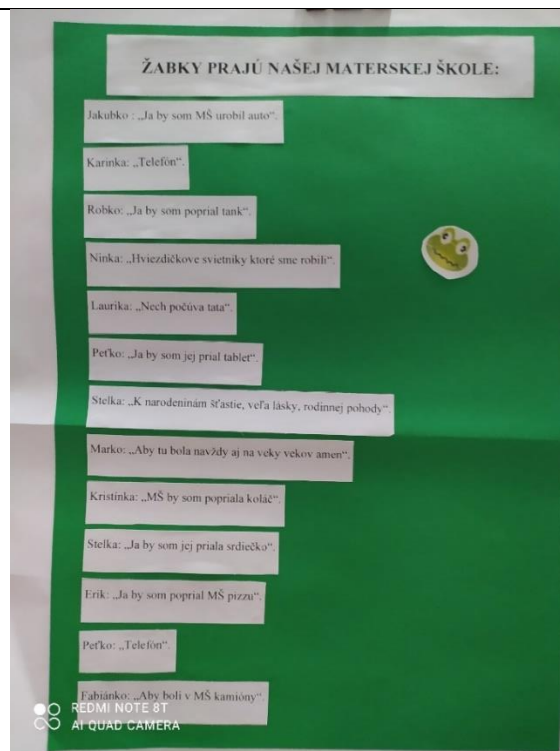 ŽABKY PRAJÚ NAŠEJ MATERSKEJ ŠKOLE:
Jakubko : „Ja by som MŠ urobil auto“.
Karinka: „Telefón“.
Robko: „Ja by som poprial tank“.
Ninka: „Hviezdičkove svietniky ktoré sme robili“.
Laurika: „Nech počúva tata“.
Peťko: „Ja by som jej prial tablet“.
Stelka: „K narodeninám šťastie, veľa lásky, rodinnej pohody“.
Marko: „Aby tu bola navždy aj na veky vekov amen“.
Kristínka: „MŠ by som popriala koláč“.
Stelka: „Ja by som jej priala srdiečko“.
Erik: „Ja by som poprial MŠ pizzu“.
Peťko: „Telefón“.
Fabiánko: „Aby boli v MŠ kamióny“.
REDMI NOTE 8T
AI QUAD CAMERA